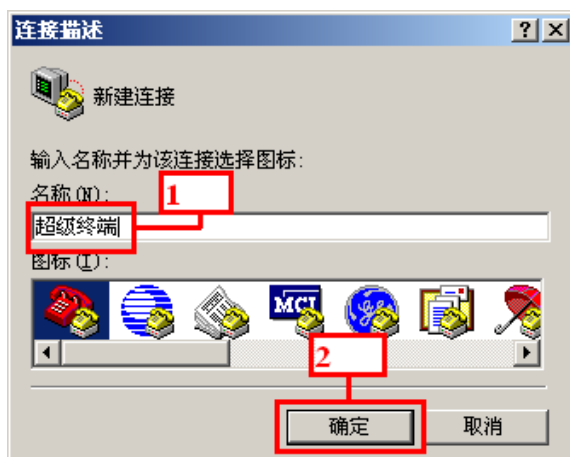 连接描述
新建连接
输入名称并为该连接选择图标:
名称(N):
1
超级终端
图标(I):
MCI
2
确定 取消